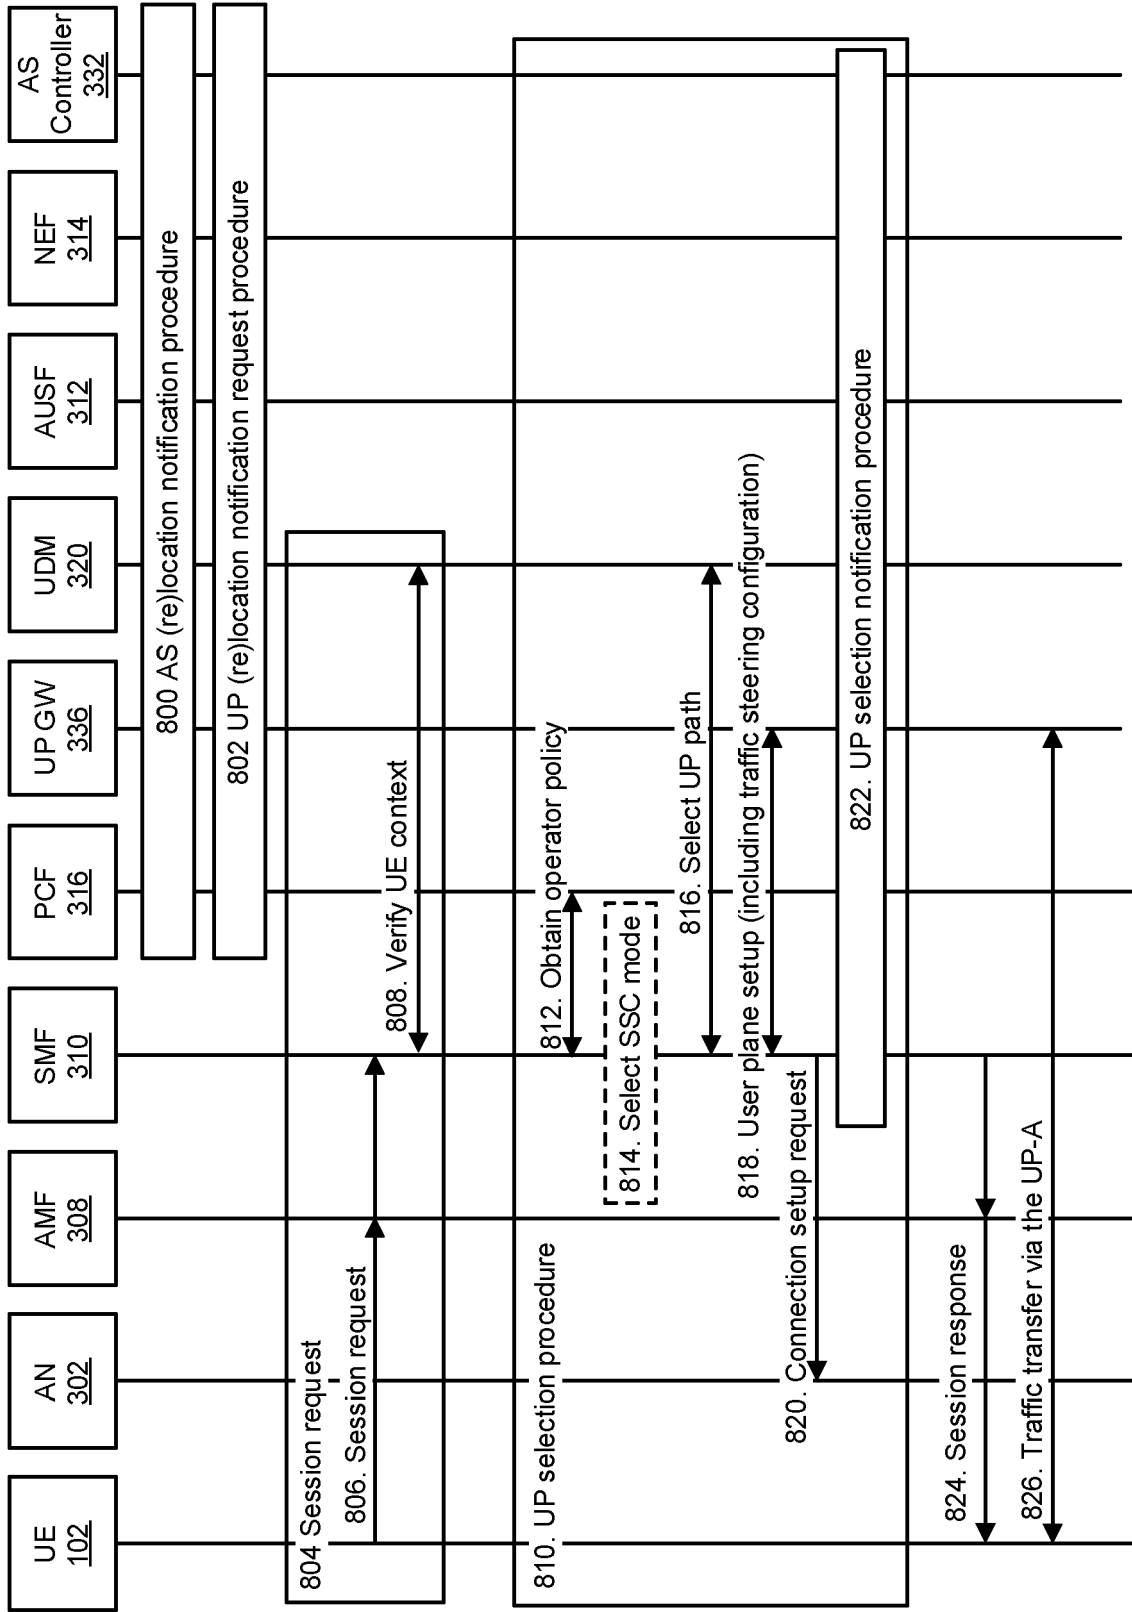 UE
102
AN
302
AMF
308
SMF
310
PCF
316
UP GW
336
UDM
320
AUSF
312
NEF
314
AS
Controller
332
800 AS (re)location notification procedure
802 UP (re)location notification request procedure
804 Session request
806. Session request
808. Verify UE context
810. UP selection procedure
812. Obtain operator policy
814. Select SSC mode
816. Select UP path
818. User plane setup (including traffic steering configuration)
820. Connection setup request
822. UP selection notification procedure
824. Session response
826. Traffic transfer via the UP-A